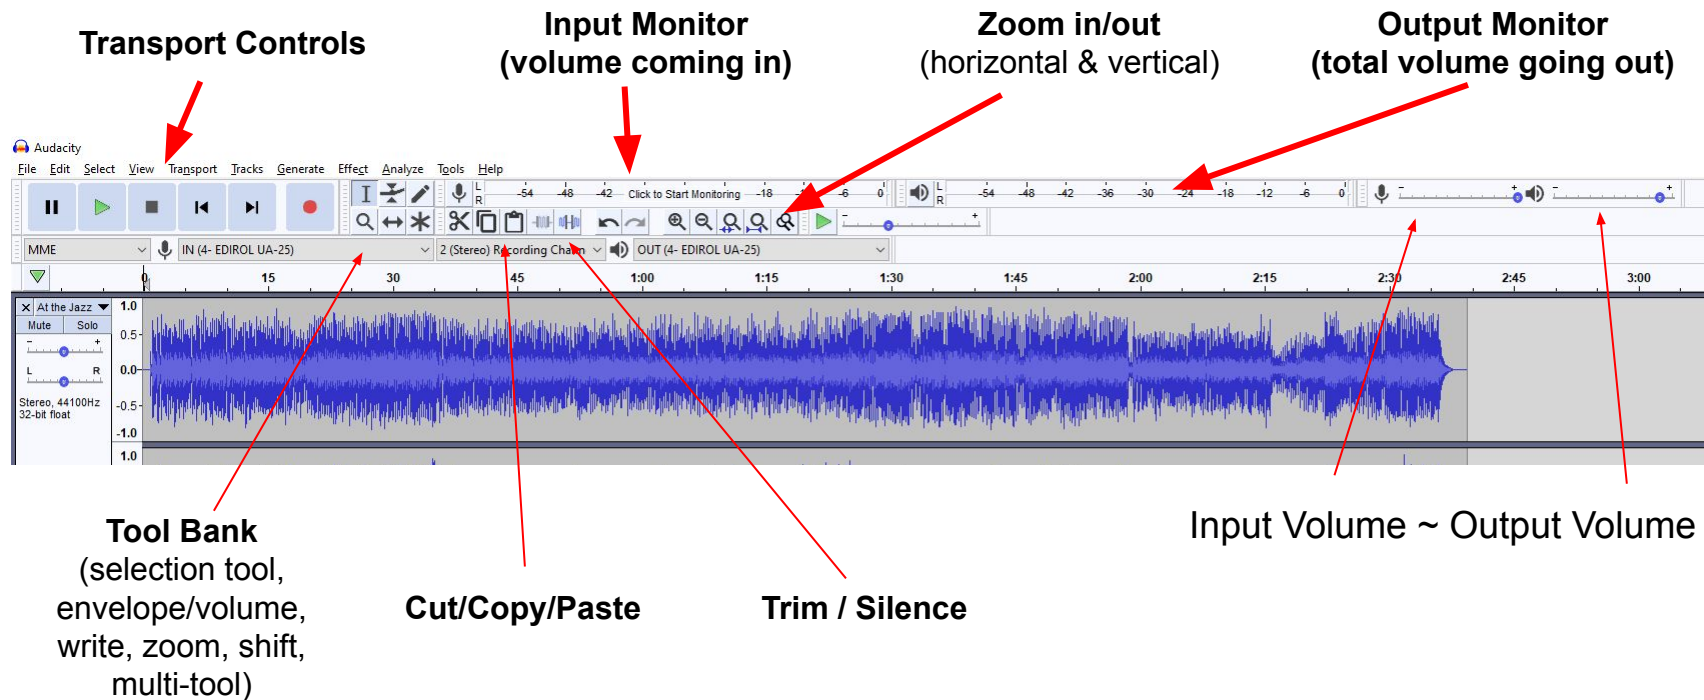 Transport Controls
Input Monitor
(volume coming in)
Zoom in/out
(horizontal & vertical)
Output Monitor
(total volume going out)
Audacity
File Edit Select View Transport Tracks Generate Effect Analyze Tools Help
L
R
-54 -48 -42 Click to Start Monitoring -18 -6 0
L
R
-54 -48 -42 -36 -30 -24 -18 -12 -6 0
- +
- +
- +
MME
IN (4- EDIROL UA-25)
2 (Stereo) Recording
OUT (4- EDIROL UA-25)
0 15 30 45 1:00 1:15 1:30 1:45 2:00 2:15 2:30 2:45 3:00
X At the Jazz
Mute Solo
- +
L R
Stereo, 44100Hz
32-bit float
1.0
0.5
0.0
-0.5
-1.0
1.0
Tool Bank
(selection tool,
envelope/volume,
write, zoom, shift,
multi-tool)
Cut/Copy/Paste
Trim / Silence
Input Volume ~ Output Volume